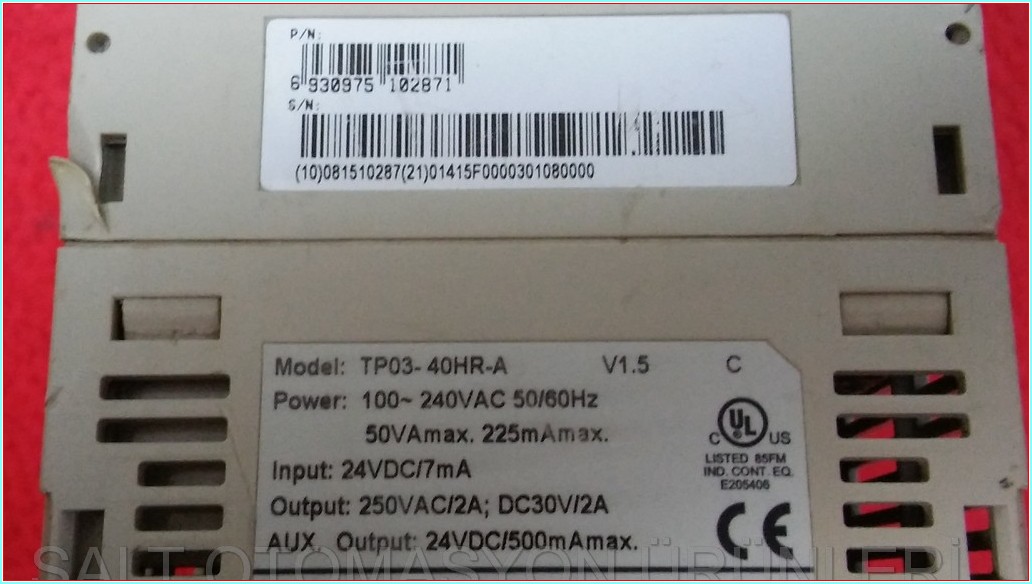 P/N:
6 930975 102871
S/N:
(10)081510287(21)01415F0000301080000
Model: TP03-40HR-A V1.5 C
Power: 100~ 240VAC 50/60Hz
50VAmax. 225mAmax.
Input: 24VDC/7mA
Output: 250VAC/2A; DC30V/2A
AUX. Output: 24VDC/500mAmax.
C UL US
LISTED 85FM
IND. CONT. EQ.
E205406
CE
SALT OTOMASYON ÜRÜNLERİ